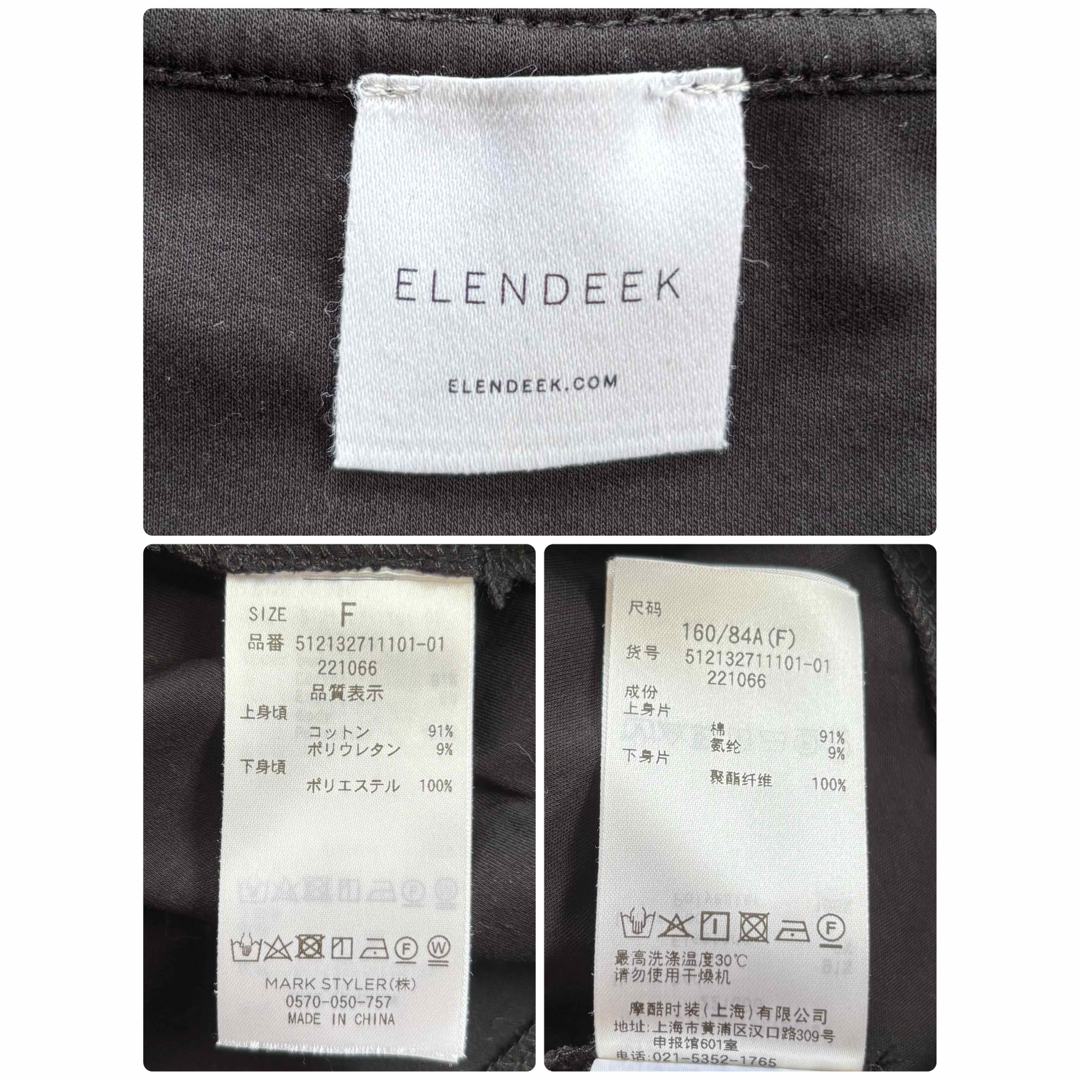 ELENDEEK
ELENDEEK.COM
SIZE F
品番 512132711101-01
221066
品質表示
上身頃
コットン 91%
ポリウレタン 9%
下身頃
ポリエステル 100%
MARK STYLER(株)
0570-050-757
MADE IN CHINA
尺码
160/84A(F)
货号 512132711101-01
221066
成份
上身片
棉 91%
氨纶 9%
下身片
聚酯纤维 100%
最高洗涤温度30℃
请勿使用干燥机
摩酷时装(上海)有限公司
地址:上海市黄浦区汉口路309号
申报馆601室
电话:021-5352-1765